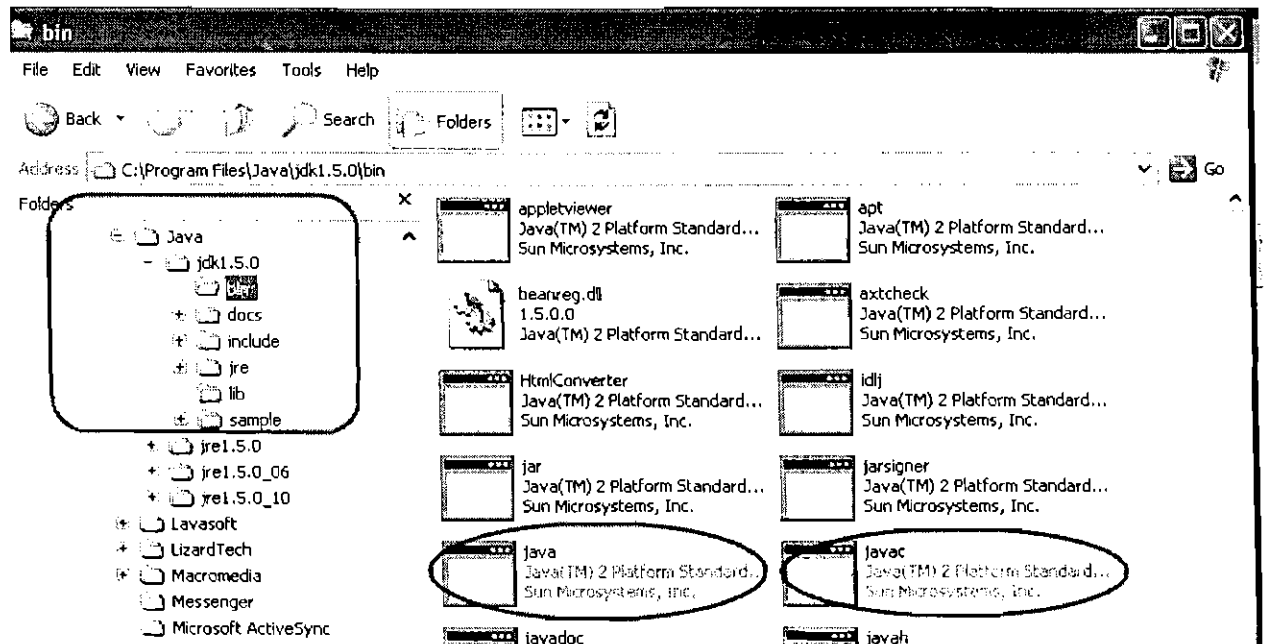 bin
File Edit View Favorites Tools Help
Back Search Folders
Address C:\Program Files\Java\jdk1.5.0\bin Go
Folders
Java
jdk1.5.0
bin
docs
include
jre
lib
sample
jre1.5.0
jre1.5.0_06
jre1.5.0_10
Lavasoft
LizardTech
Macromedia
Messenger
Microsoft ActiveSync
appletviewer
Java(TM) 2 Platform Standard...
Sun Microsystems, Inc.
apt
Java(TM) 2 Platform Standard...
Sun Microsystems, Inc.
beanreg.dll
1.5.0.0
Java(TM) 2 Platform Standard...
extcheck
Java(TM) 2 Platform Standard...
Sun Microsystems, Inc.
HtmlConverter
Java(TM) 2 Platform Standard...
Sun Microsystems, Inc.
idlj
Java(TM) 2 Platform Standard...
Sun Microsystems, Inc.
jar
Java(TM) 2 Platform Standard...
Sun Microsystems, Inc.
jarsigner
Java(TM) 2 Platform Standard...
Sun Microsystems, Inc.
java
Java(TM) 2 Platform Standard...
Sun Microsystems, Inc.
javac
Java(TM) 2 Platform Standard...
Sun Microsystems, Inc.
javadoc
javah